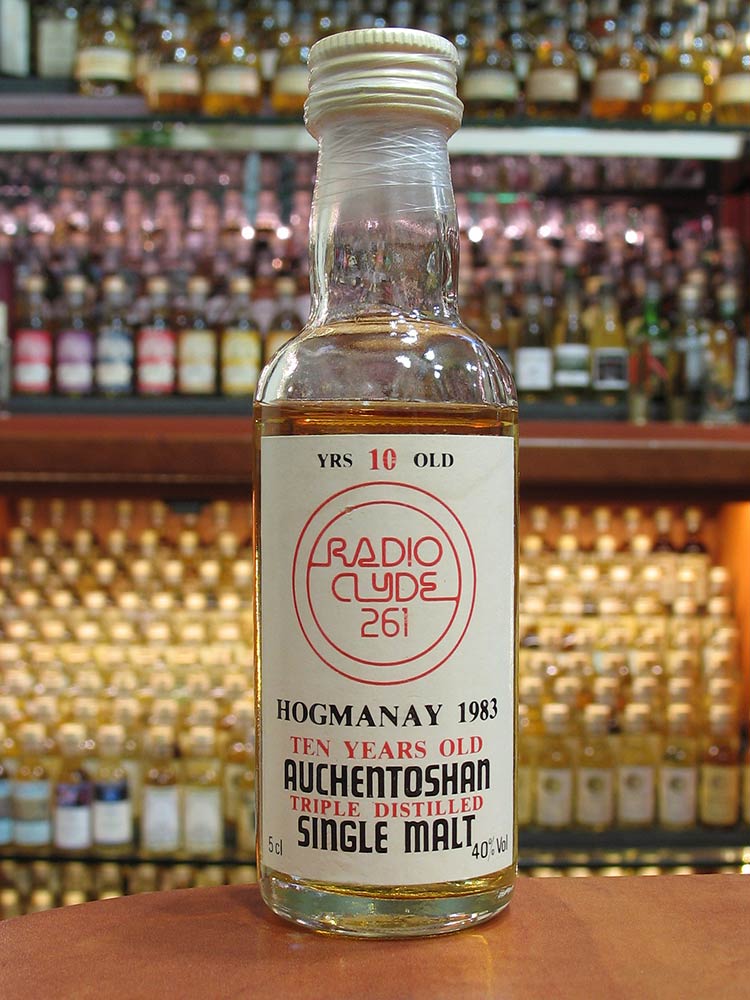 YRS 10 OLD
RADIO
CLYDE
261
HOGMANAY 1983
TEN YEARS OLD
AUCHENTOSHAN
TRIPLE DISTILLED
SINGLE MALT
5 cl
40% Vol